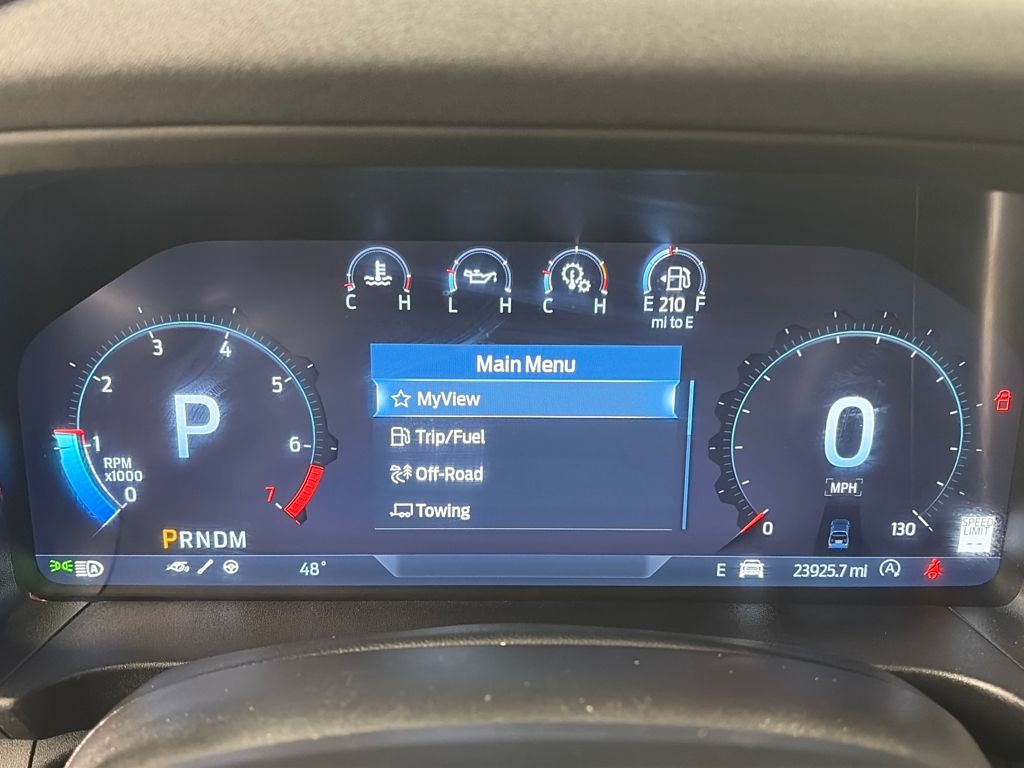 C H
L H
C H
E 210 F
mi to E
Main Menu
MyView
Trip/Fuel
Off-Road
Towing
3 4
2 5
1 6
RPM
x1000
0 7
P
PRNDM
0
MPH
0 130
SPEED
LIMIT
--
A
48°
E
23925.7 mi
A